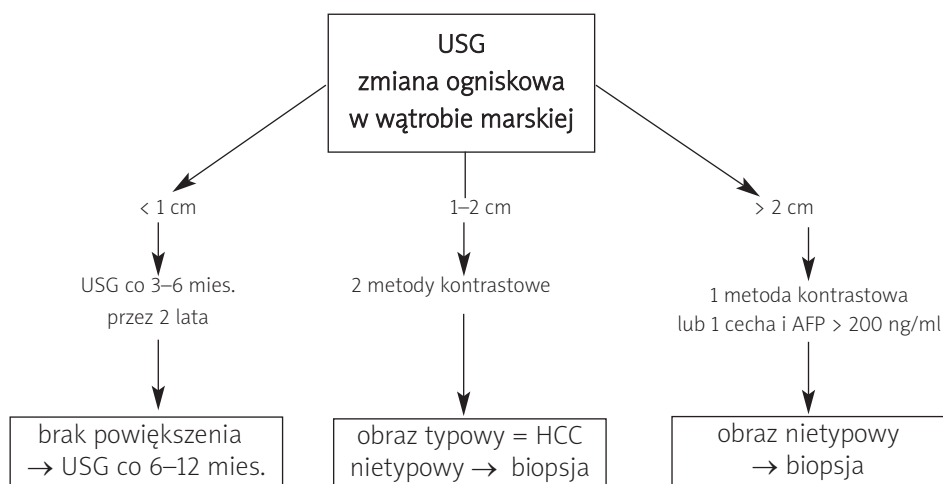 USG
zmiana ogniskowa
w wątrobie marskiej
< 1 cm
1–2 cm
> 2 cm
USG co 3–6 mies.
przez 2 lata
2 metody kontrastowe
1 metoda kontrastowa
lub 1 cecha i AFP > 200 ng/ml
brak powiększenia
→ USG co 6–12 mies.
obraz typowy = HCC
nietypowy → biopsja
obraz nietypowy
→ biopsja